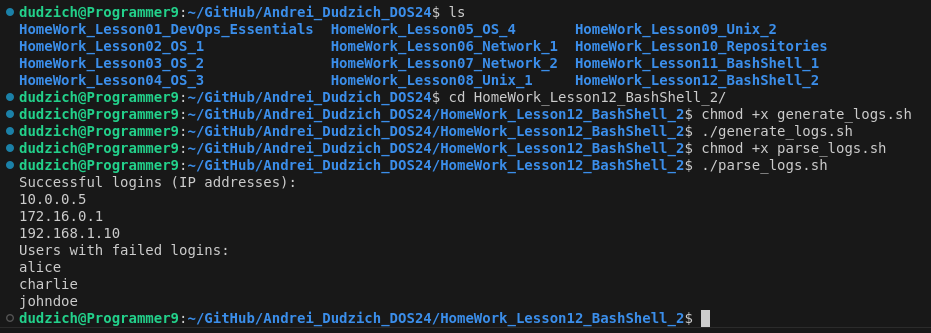 dudzich@Programmer9:~/GitHub/Andrei_Dudzich_DOS24$ ls
HomeWork_Lesson01_DevOps_Essentials  HomeWork_Lesson05_OS_4       HomeWork_Lesson09_Unix_2
HomeWork_Lesson02_OS_1               HomeWork_Lesson06_Network_1  HomeWork_Lesson10_Repositories
HomeWork_Lesson03_OS_2               HomeWork_Lesson07_Network_2  HomeWork_Lesson11_BashShell_1
HomeWork_Lesson04_OS_3               HomeWork_Lesson08_Unix_1     HomeWork_Lesson12_BashShell_2
dudzich@Programmer9:~/GitHub/Andrei_Dudzich_DOS24$ cd HomeWork_Lesson12_BashShell_2/
dudzich@Programmer9:~/GitHub/Andrei_Dudzich_DOS24/HomeWork_Lesson12_BashShell_2$ chmod +x generate_logs.sh
dudzich@Programmer9:~/GitHub/Andrei_Dudzich_DOS24/HomeWork_Lesson12_BashShell_2$ ./generate_logs.sh
dudzich@Programmer9:~/GitHub/Andrei_Dudzich_DOS24/HomeWork_Lesson12_BashShell_2$ chmod +x parse_logs.sh
dudzich@Programmer9:~/GitHub/Andrei_Dudzich_DOS24/HomeWork_Lesson12_BashShell_2$ ./parse_logs.sh
Successful logins (IP addresses):
10.0.0.5
172.16.0.1
192.168.1.10
Users with failed logins:
alice
charlie
johndoe
dudzich@Programmer9:~/GitHub/Andrei_Dudzich_DOS24/HomeWork_Lesson12_BashShell_2$